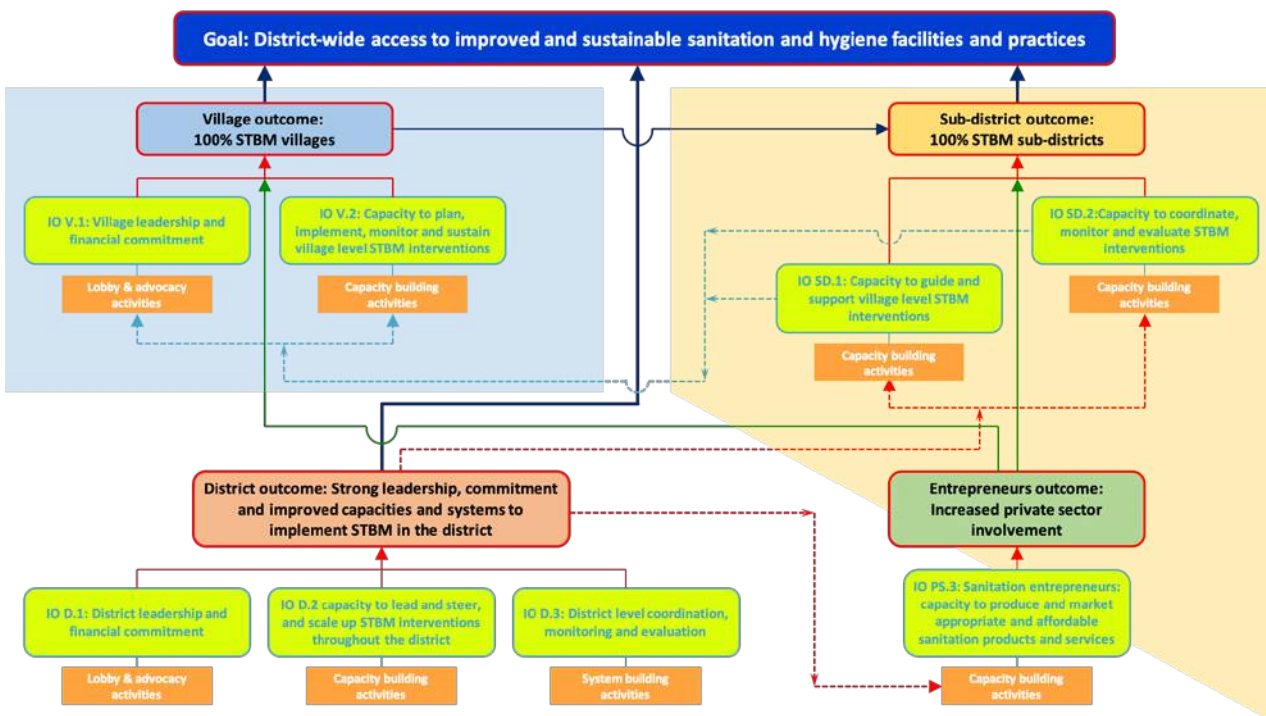 Goal: District-wide access to improved and sustainable sanitation and hygiene facilities and practices
Village outcome:
100% STBM villages
Sub-district outcome:
100% STBM sub-districts
IO V.1: Village leadership and
financial commitment
Lobby & advocacy
activities
IO V.2: Capacity to plan,
implement, monitor and sustain
village level STBM interventions
Capacity building
activities
IO SD.1: Capacity to guide and
support village level STBM
interventions
Capacity building
activities
IO SD.2:Capacity to coordinate,
monitor and evaluate STBM
interventions
Capacity building
activities
District outcome: Strong leadership, commitment
and improved capacities and systems to
implement STBM in the district
Entrepreneurs outcome:
Increased private sector
involvement
IO D.1: District leadership and
financial commitment
Lobby & advocacy
activities
IO D.2 capacity to lead and steer,
and scale up STBM interventions
throughout the district
Capacity building
activities
IO D.3: District level coordination,
monitoring and evaluation
System building
activities
IO PS.3: Sanitation entrepreneurs:
capacity to produce and market
appropriate and affordable
sanitation products and services
Capacity building
activities